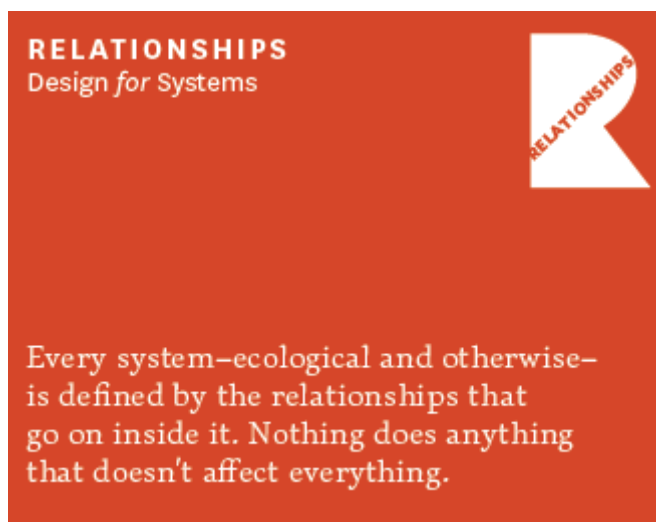 RELATIONSHIPS
Design for Systems
RELATIONSHIPS
Every system–ecological and otherwise–
is defined by the relationships that
go on inside it. Nothing does anything
that doesn't affect everything.